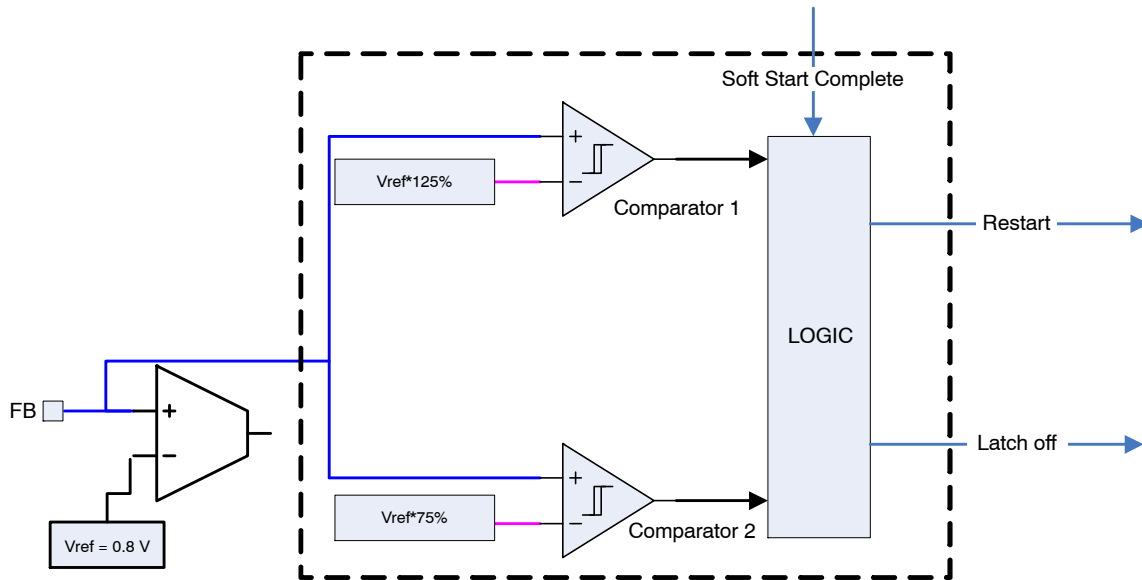 Soft Start Complete
+
Vref*125%
−
Comparator 1
Restart
LOGIC
FB
+
−
Latch off
+
Vref*75%
−
Comparator 2
Vref = 0.8 V